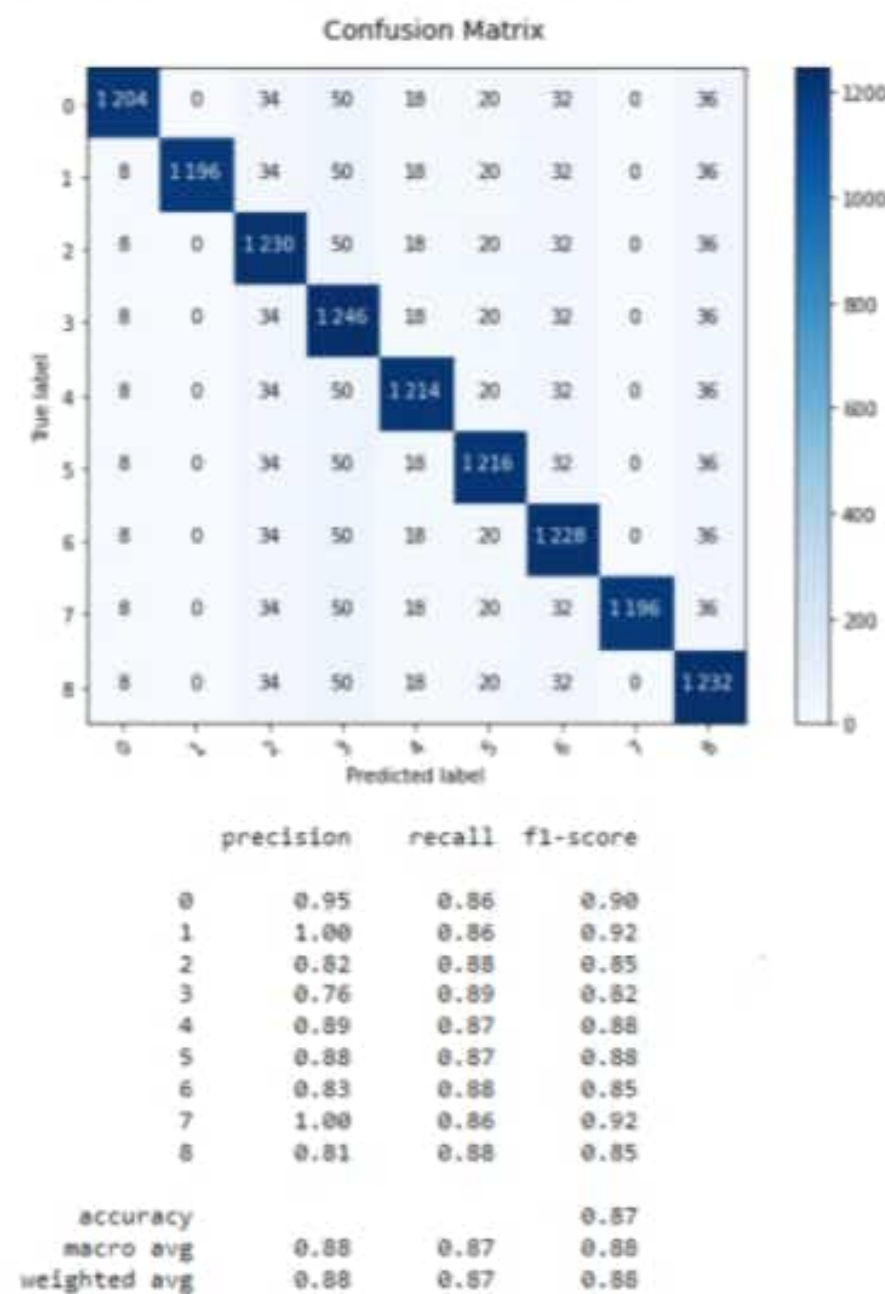 Confusion Matrix
0 1204 0 34 50 18 20 32 0 36
1 8 1196 34 50 18 20 32 0 36
2 8 0 1230 50 18 20 32 0 36
3 8 0 34 1246 18 20 32 0 36
4 8 0 34 50 1214 20 32 0 36
5 8 0 34 50 18 1216 32 0 36
6 8 0 34 50 18 20 1228 0 36
7 8 0 34 50 18 20 32 1196 36
8 8 0 34 50 18 20 32 0 1232
0 1 2 3 4 5 6 7 8
True label
Predicted label
1200
1000
800
600
400
200
0
precision recall f1-score
0 0.95 0.86 0.90
1 1.00 0.86 0.92
2 0.82 0.88 0.85
3 0.76 0.89 0.82
4 0.89 0.87 0.88
5 0.88 0.87 0.88
6 0.83 0.88 0.85
7 1.00 0.86 0.92
8 0.81 0.88 0.85
accuracy 0.87
macro avg 0.88 0.87 0.88
weighted avg 0.88 0.87 0.88